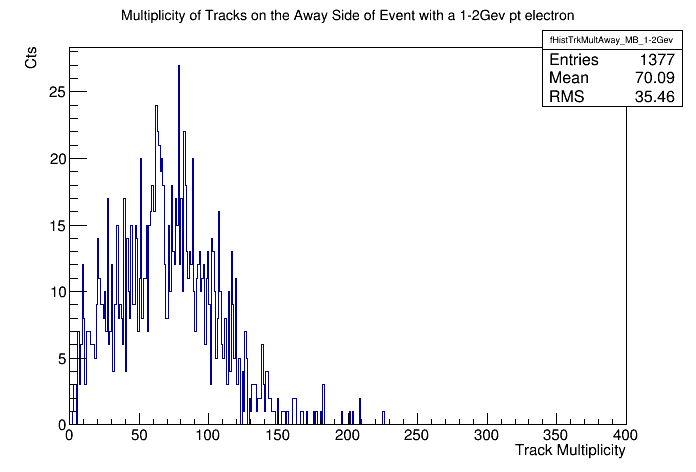 Multiplicity of Tracks on the Away Side of Event with a 1-2Gev pt electron
fHistTrkMultAway_MB_1-2Gev
Entries 1377
Mean 70.09
RMS 35.46
Cts
25
20
15
10
5
0
0 50 100 150 200 250 300 350 400
Track Multiplicity